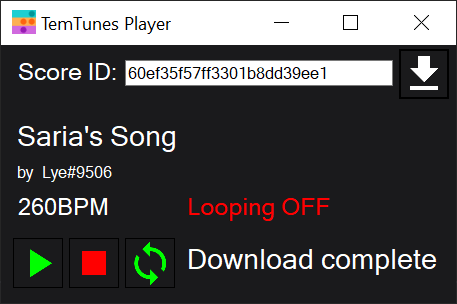 TemTunes Player
Score ID: 60ef35f57ff3301b8dd39ee1
Saria's Song
by Lye#9506
260BPM Looping OFF
Download complete